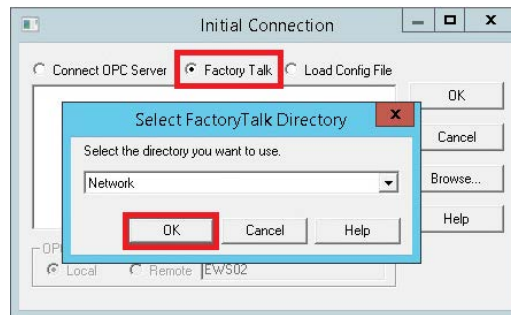 Initial Connection
Connect OPC Server Factory Talk Load Config File
OK
Select FactoryTalk Directory
Cancel
Select the directory you want to use.
Network
Browse...
OK Cancel Help
Help
Local Remote EWS02